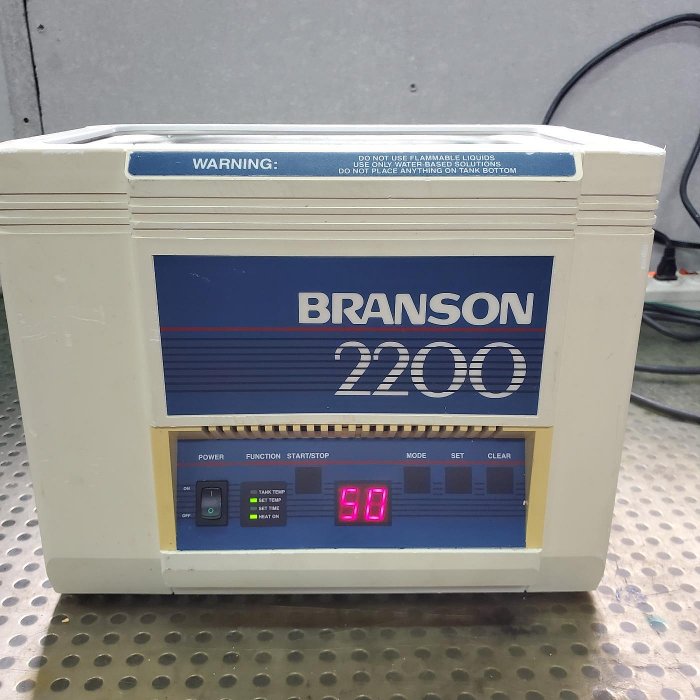 WARNING:
DO NOT USE FLAMMABLE LIQUIDS
USE ONLY WATER-BASED SOLUTIONS
DO NOT PLACE ANYTHING ON TANK BOTTOM
BRANSON
2200
POWER FUNCTION START/STOP MODE SET CLEAR
ON
OFF
TANK TEMP
SET TEMP
SET TIME
HEAT ON
50